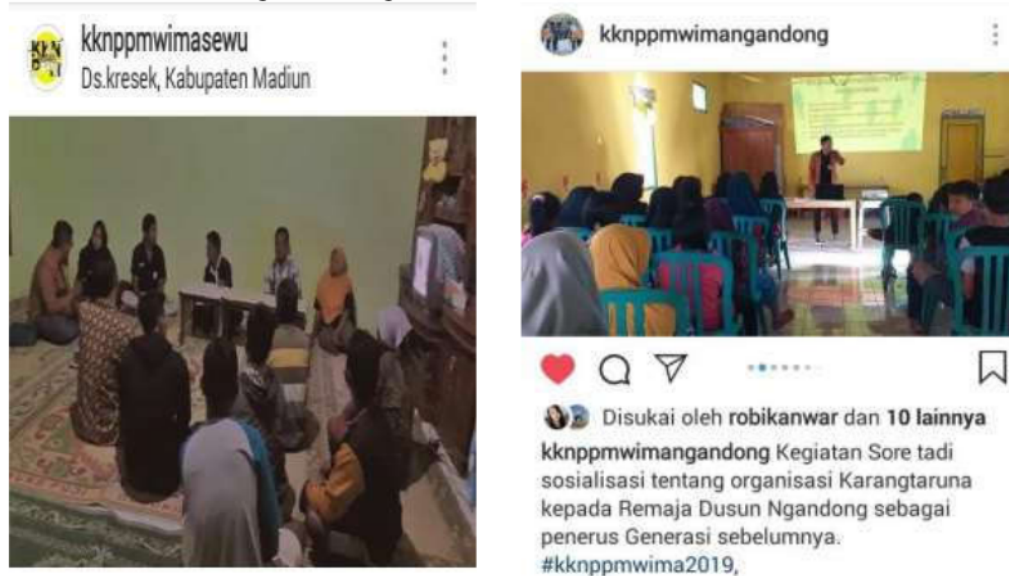 kknppmwimasewu
Ds.kresek, Kabupaten Madiun
kknppmwimangandong
Disukai oleh robikanwar dan 10 lainnya
kknppmwimangandong Kegiatan Sore tadi
sosialisasi tentang organisasi Karangtaruna
kepada Remaja Dusun Ngandong sebagai
penerus Generasi sebelumnya.
#kknppmwima2019,